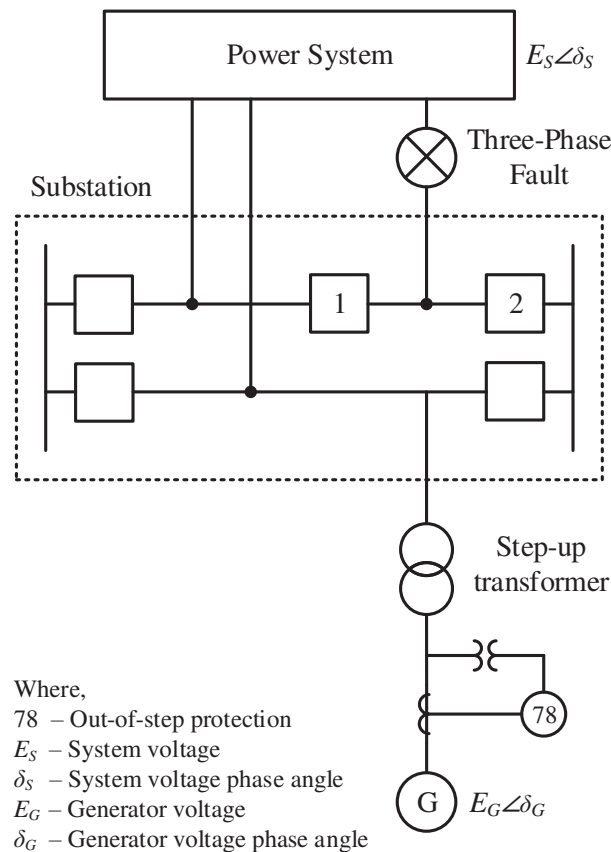 Power System
E_S∠δ_S
Three-Phase
Fault
Substation
1
2
Step-up
transformer
78
G
E_G∠δ_G
Where,
78 – Out-of-step protection
E_S – System voltage
δ_S – System voltage phase angle
E_G – Generator voltage
δ_G – Generator voltage phase angle